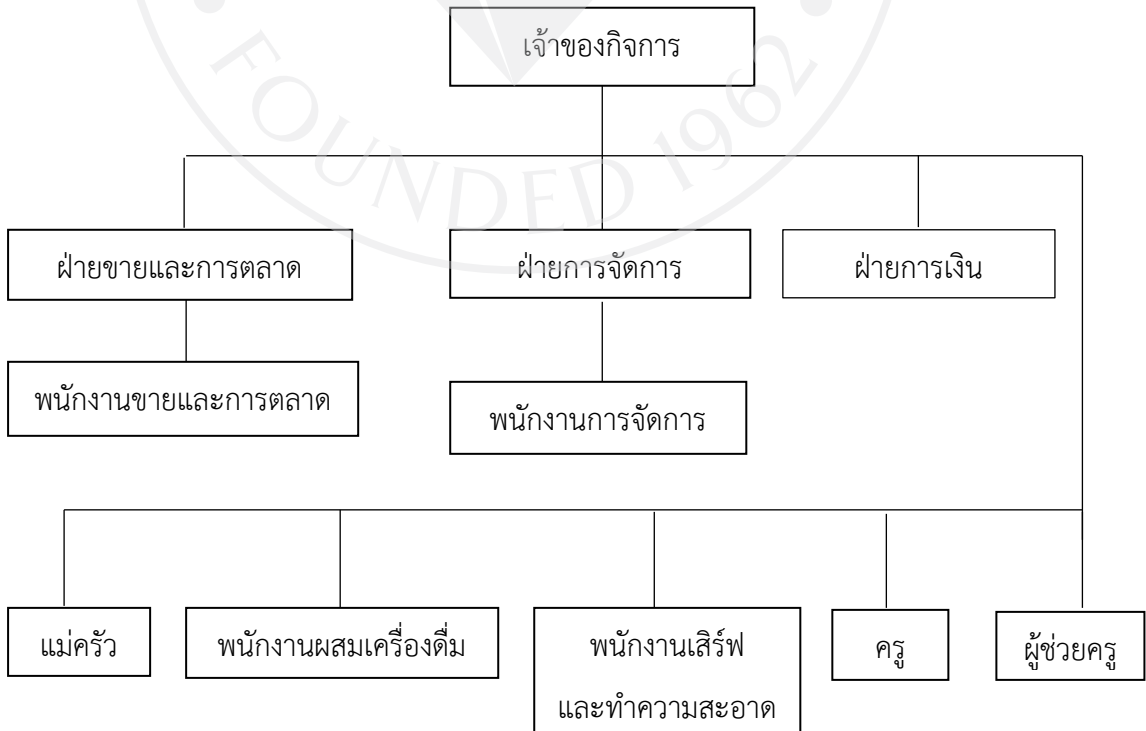 เจ้าของกิจการ
FOUNDED 1962
ฝ่ายขายและการตลาด
ฝ่ายการจัดการ
ฝ่ายการเงิน
พนักงานขายและการตลาด
พนักงานการจัดการ
แม่ครัว
พนักงานผสมเครื่องดื่ม
พนักงานเสิร์ฟ
และทำความสะอาด
ครู
ผู้ช่วยครู